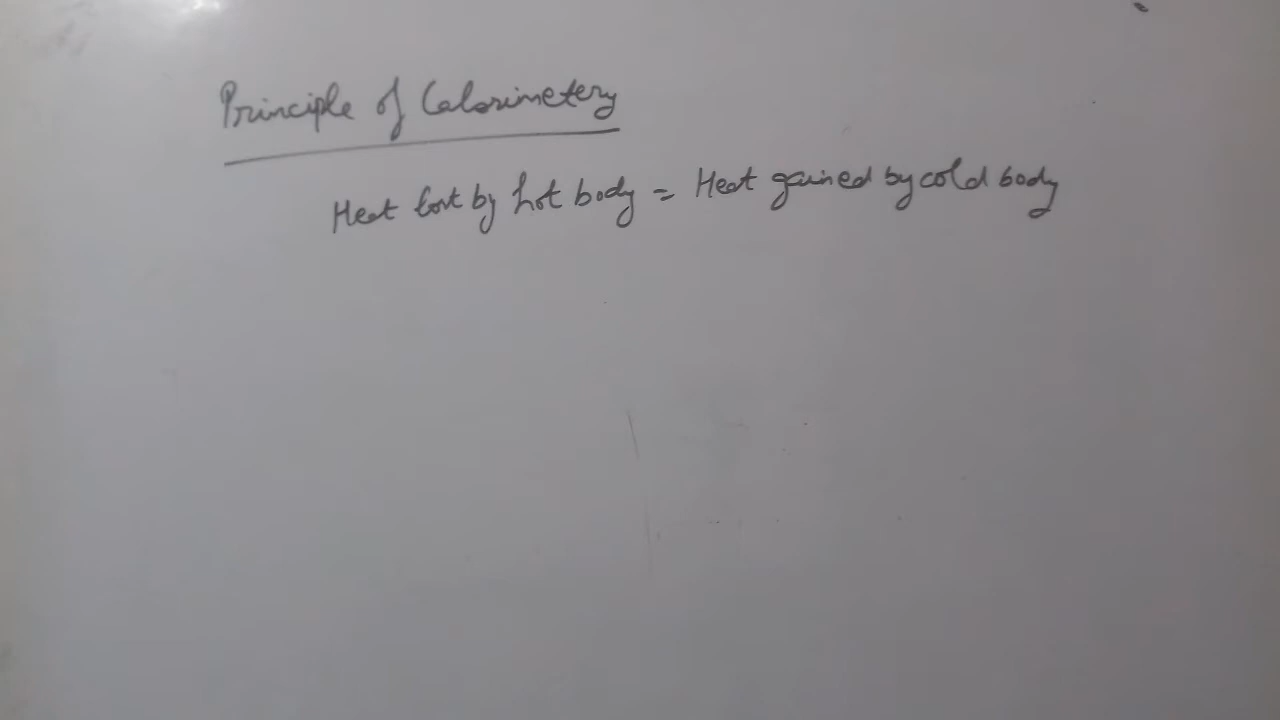 Principle of Calorimetery
Heat lost by hot body = Heat gained by cold body